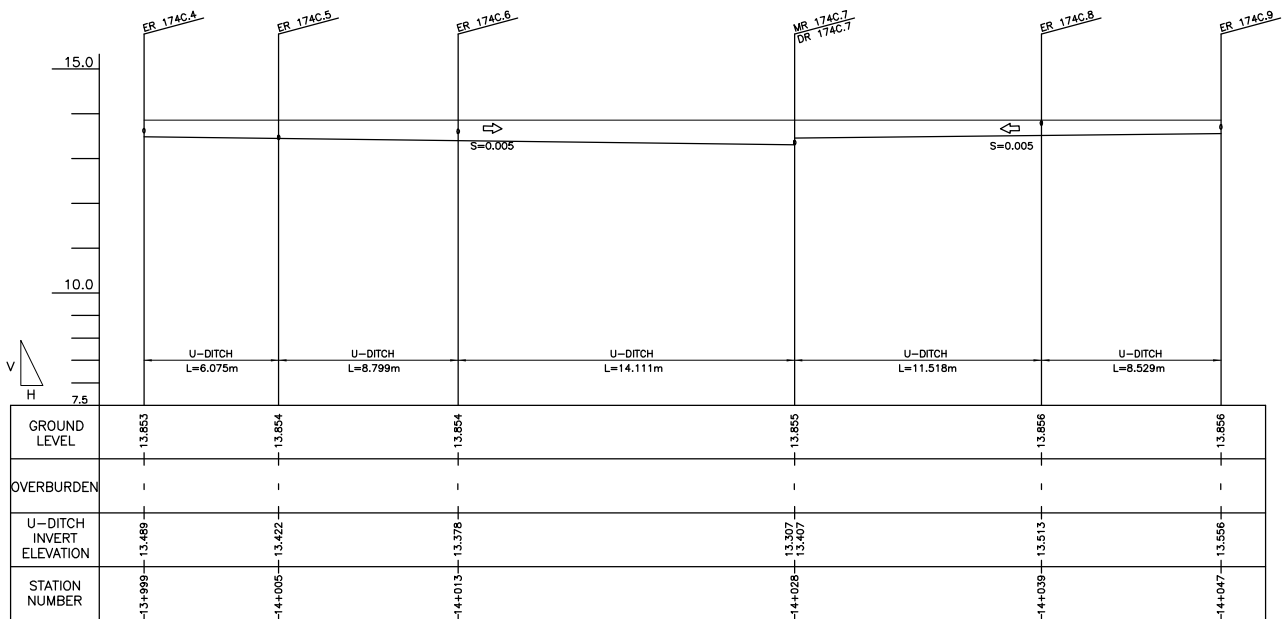 ER 174C.4
ER 174C.5
ER 174C.6
MR 174C.7
DR 174C.7
ER 174C.8
ER 174C.9
15.0
S=0.005
S=0.005
10.0
U-DITCH
L=6.075m
U-DITCH
L=8.799m
U-DITCH
L=14.111m
U-DITCH
L=11.518m
U-DITCH
L=8.529m
V
H
7.5
GROUND
LEVEL
13.853
13.854
13.854
13.855
13.856
13.856
OVERBURDEN
-
-
-
-
-
-
U-DITCH
INVERT
ELEVATION
13.489
13.422
13.378
13.307
13.407
13.513
13.556
STATION
NUMBER
-13+999
-14+005
-14+013
-14+028
-14+039
-14+047